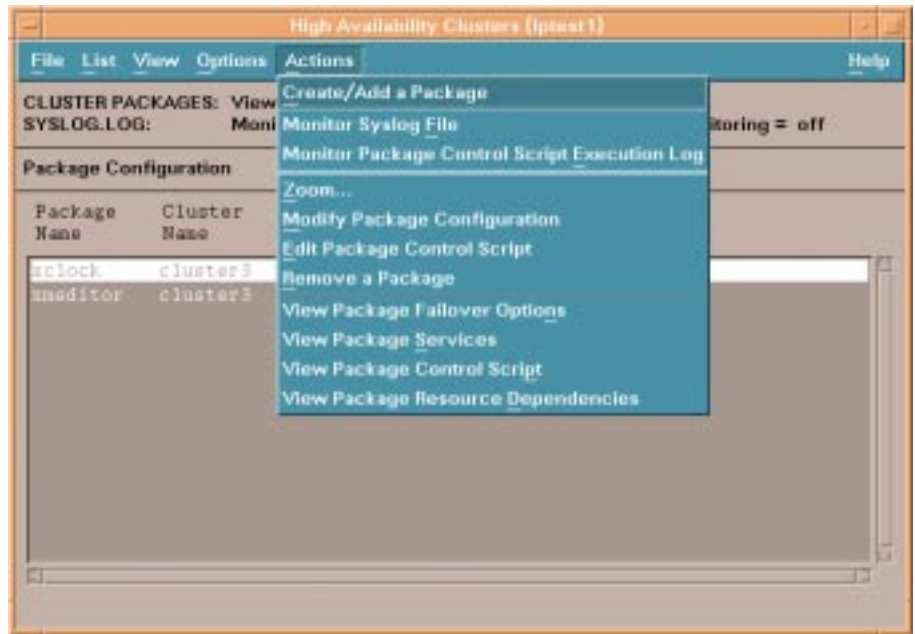 High Availability Clusters (lptest1)
File List View Options Actions Help
CLUSTER PACKAGES: View
SYSLOG.LOG: Moni itoring = off
Package Configuration
Package Cluster
Name Name
xclock cluster3
xmeditor cluster3
Create/Add a Package
Monitor Syslog File
Monitor Package Control Script Execution Log
Zoom...
Modify Package Configuration
Edit Package Control Script
Remove a Package
View Package Failover Options
View Package Services
View Package Control Script
View Package Resource Dependencies